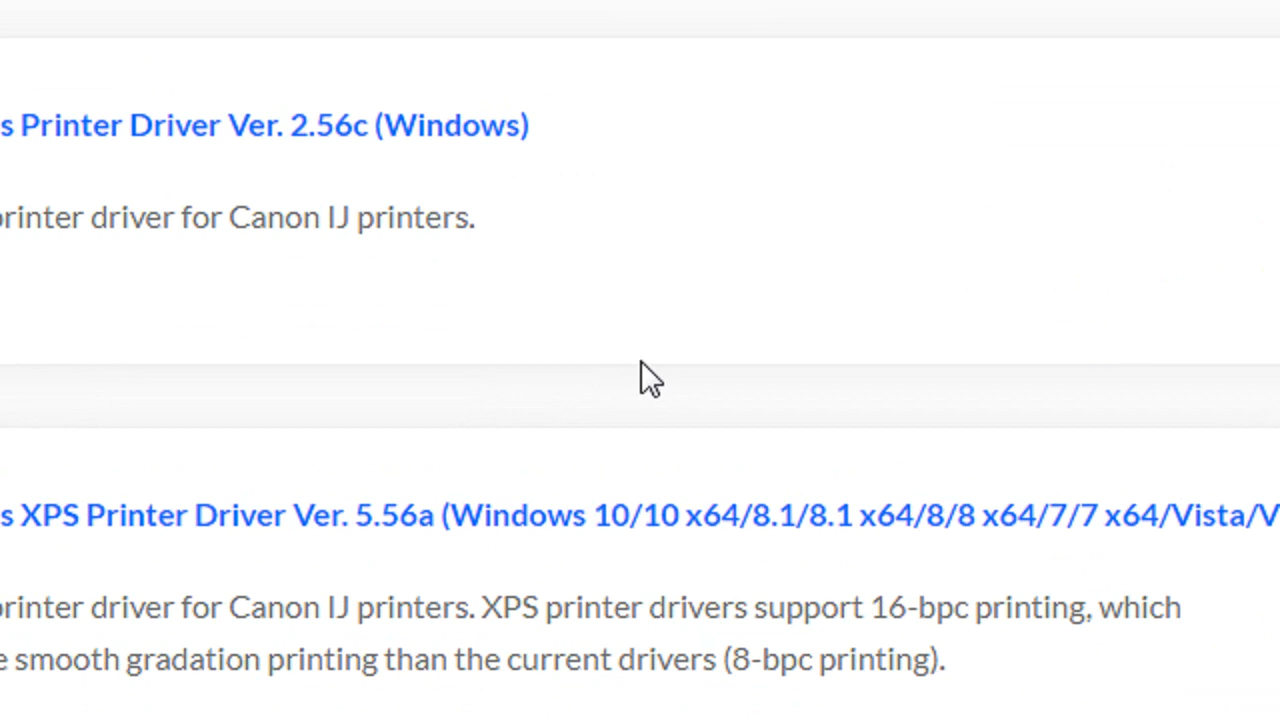 s Printer Driver Ver. 2.56c (Windows)
printer driver for Canon IJ printers.
s XPS Printer Driver Ver. 5.56a (Windows 10/10 x64/8.1/8.1 x64/8/8 x64/7/7 x64/Vista/V
printer driver for Canon IJ printers. XPS printer drivers support 16-bpc printing, which
e smooth gradation printing than the current drivers (8-bpc printing).